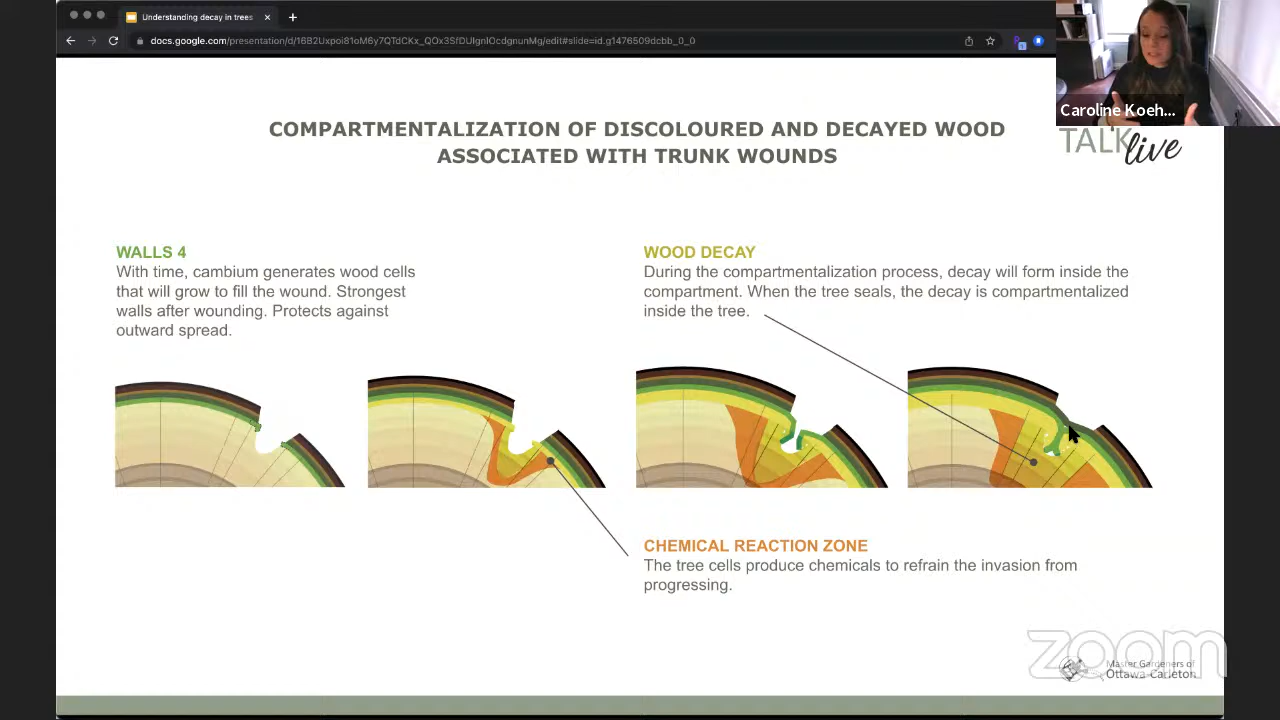 Understanding decay in trees
docs.google.com/presentation/d/16B2Uxpoi81oM6y7QTdCKx_QOx3SfDUIgnIOcdgnunMg/edit#slide=id.g1476509dcbb_0_0
Caroline Koeh...
TALK live
COMPARTMENTALIZATION OF DISCOLOURED AND DECAYED WOOD
ASSOCIATED WITH TRUNK WOUNDS
WALLS 4
With time, cambium generates wood cells
that will grow to fill the wound. Strongest
walls after wounding. Protects against
outward spread.
WOOD DECAY
During the compartmentalization process, decay will form inside the
compartment. When the tree seals, the decay is compartmentalized
inside the tree.
CHEMICAL REACTION ZONE
The tree cells produce chemicals to refrain the invasion from
progressing.
zoom
Master Gardeners of
Ottawa-Carleton